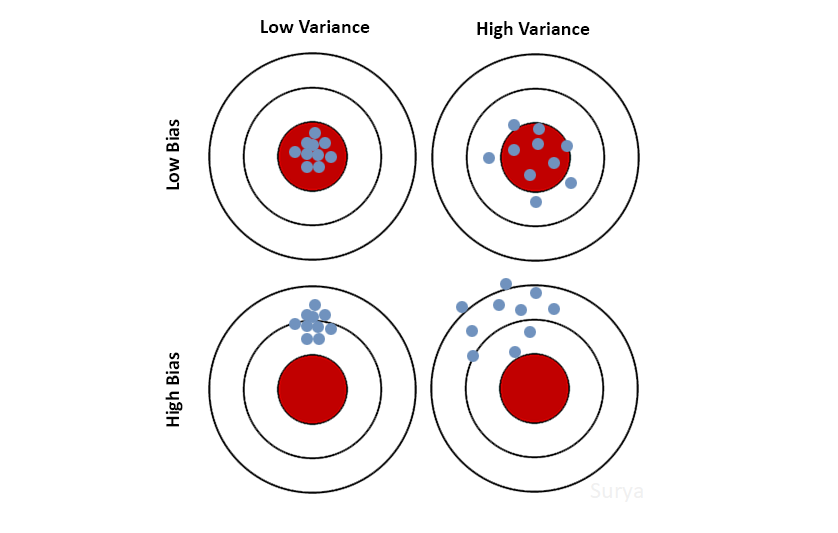 Low Variance
High Variance
Low Bias
High Bias
Surya